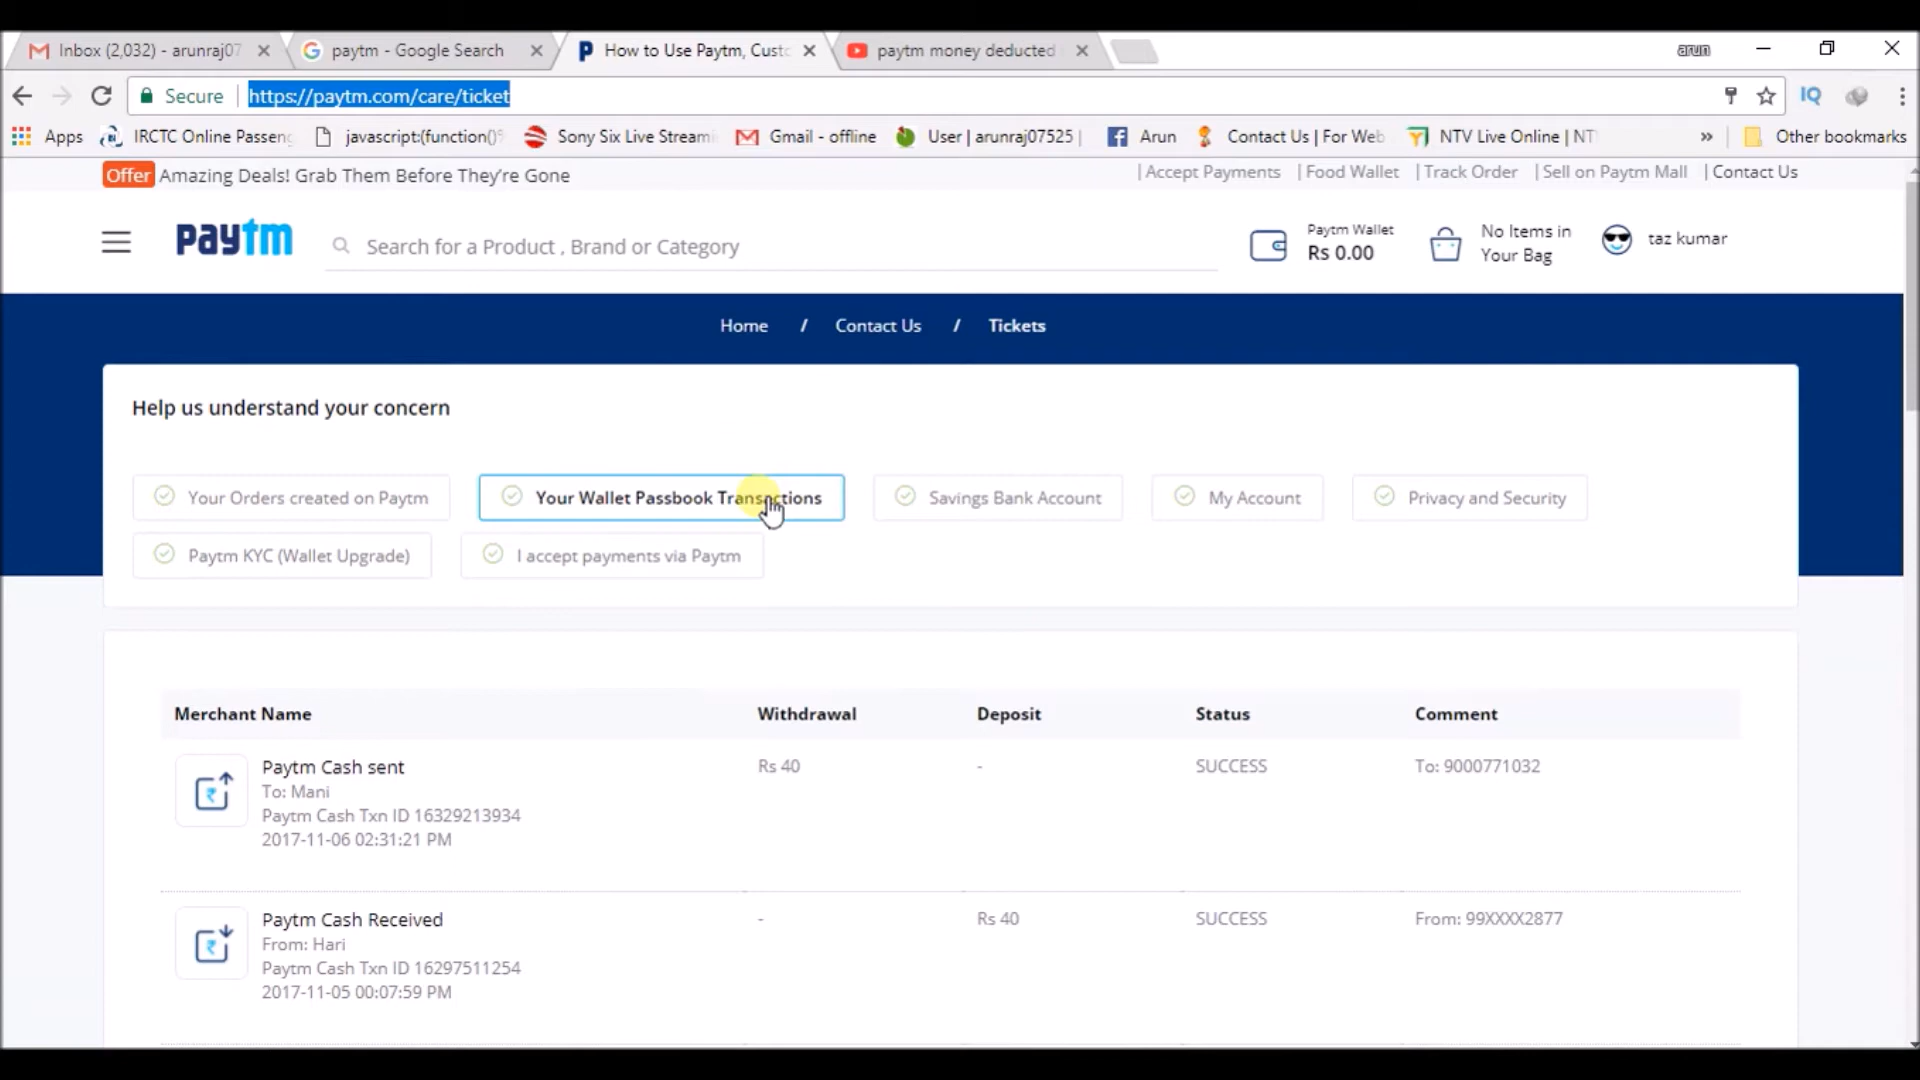 Inbox (2,032) - arunraj07
paytm - Google Search
How to Use Paytm, Custo
paytm money deducted
arun
Secure
https://paytm.com/care/ticket
IQ
Apps
IRCTC Online Passeng
javascript:(function()
Sony Six Live Streami
Gmail - offline
User | arunraj07525 |
Arun
Contact Us | For Web
NTV Live Online | NT
»
Other bookmarks
Offer Amazing Deals! Grab Them Before They're Gone
| Accept Payments | Food Wallet | Track Order | Sell on Paytm Mall | Contact Us
paytm
Search for a Product , Brand or Category
Paytm Wallet
Rs 0.00
No Items in
Your Bag
taz kumar
Home / Contact Us / Tickets
Help us understand your concern
Your Orders created on Paytm
Your Wallet Passbook Transactions
Savings Bank Account
My Account
Privacy and Security
Paytm KYC (Wallet Upgrade)
I accept payments via Paytm
Merchant Name Withdrawal Deposit Status Comment
Paytm Cash sent Rs 40 - SUCCESS To: 9000771032
To: Mani
Paytm Cash Txn ID 16329213934
2017-11-06 02:31:21 PM
Paytm Cash Received - Rs 40 SUCCESS From: 99XXXX2877
From: Hari
Paytm Cash Txn ID 16297511254
2017-11-05 00:07:59 PM